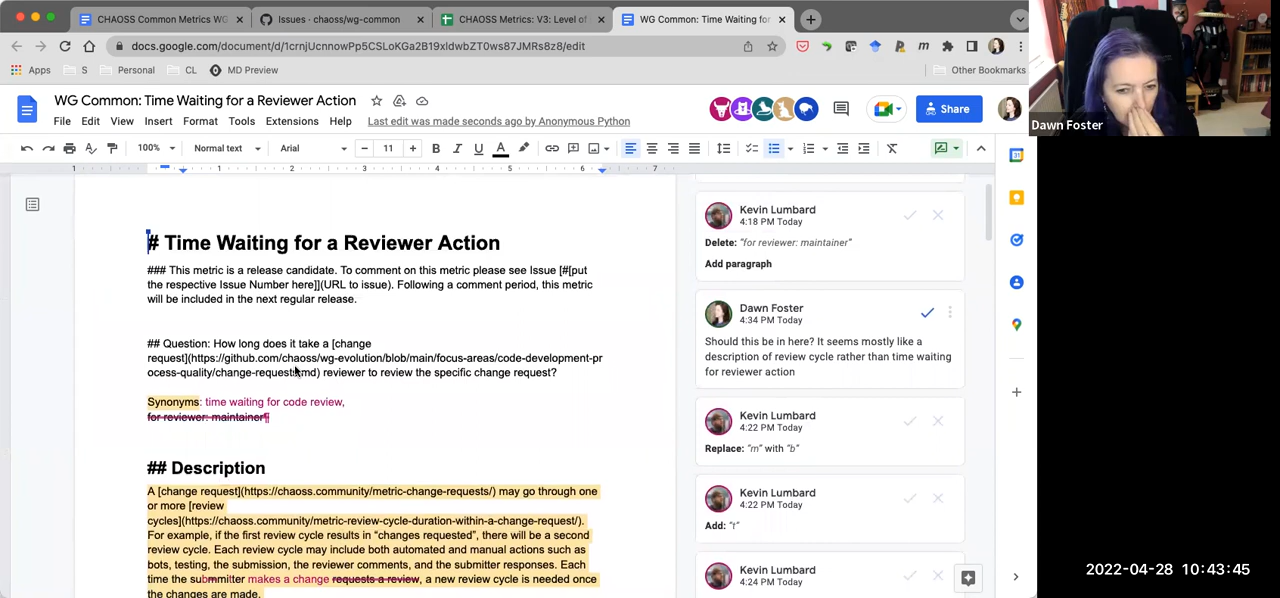 CHAOSS Common Metrics WG
Issues · chaoss/wg-common
CHAOSS Metrics: V3: Level of
WG Common: Time Waiting for
docs.google.com/document/d/1crnjUcnnowPp5CSLoKGa2B19xldwbZT0ws87JMRs8z8/edit
Apps S Personal CL MD Preview Other Bookmarks
WG Common: Time Waiting for a Reviewer Action
File Edit View Insert Format Tools Extensions Help Last edit was made seconds ago by Anonymous Python
Share
100% Normal text Arial 11
1 1 2 3 4 5 6 7
# Time Waiting for a Reviewer Action
### This metric is a release candidate. To comment on this metric please see Issue [#[put
the respective Issue Number here]](URL to issue). Following a comment period, this metric
will be included in the next regular release.
## Question: How long does it take a [change
request](https://github.com/chaoss/wg-evolution/blob/main/focus-areas/code-development-pr
ocess-quality/change-requests.md) reviewer to review the specific change request?
Synonyms: time waiting for code review,
for reviewer: maintainer¶
## Description
A [change request](https://chaoss.community/metric-change-requests/) may go through one
or more [review
cycles](https://chaoss.community/metric-review-cycle-duration-within-a-change-request/).
For example, if the first review cycle results in "changes requested", there will be a second
review cycle. Each review cycle may include both automated and manual actions such as
bots, testing, the submission, the reviewer comments, and the submitter responses. Each
time the submmitter makes a change requests a review, a new review cycle is needed once
the changes are made.
Kevin Lumbard
4:18 PM Today
Delete: "for reviewer: maintainer"
Add paragraph
Dawn Foster
4:34 PM Today
Should this be in here? It seems mostly like a
description of review cycle rather than time waiting
for reviewer action
Kevin Lumbard
4:22 PM Today
Replace: "m" with "b"
Kevin Lumbard
4:22 PM Today
Add: "t"
Kevin Lumbard
4:24 PM Today
Dawn Foster
2022-04-28 10:43:45